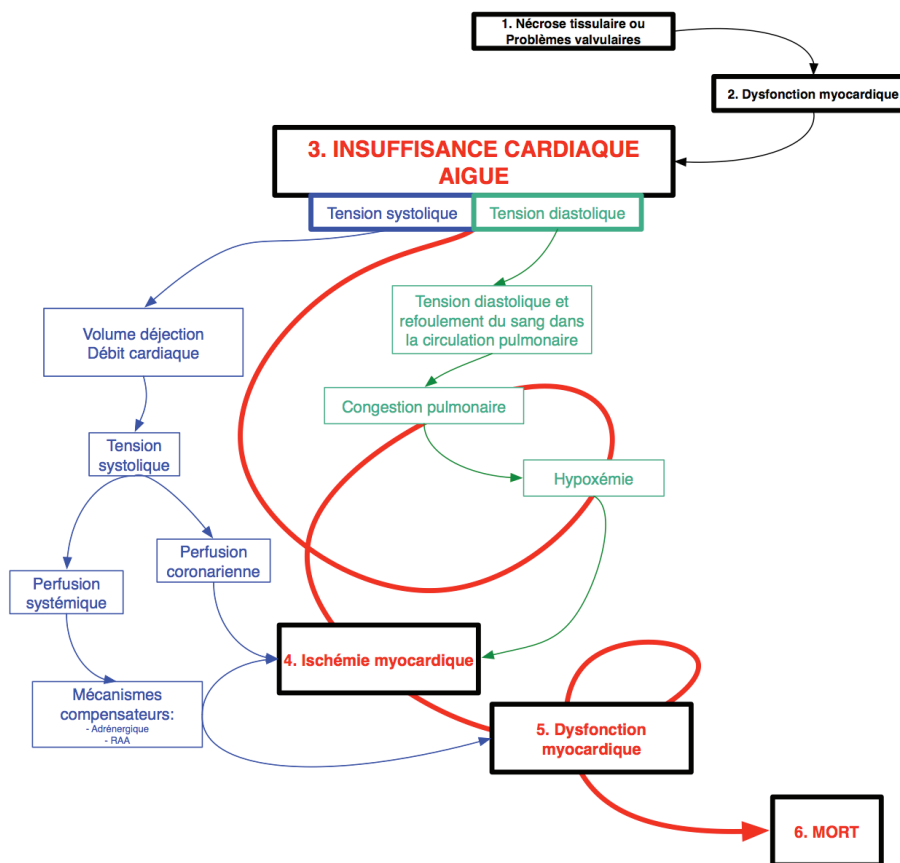 1. Nécrose tissulaire ou
Problèmes valvulaires
2. Dysfonction myocardique
3. INSUFFISANCE CARDIAQUE
AIGUE
Tension systolique
Tension diastolique
Tension diastolique et
refoulement du sang dans
la circulation pulmonaire
Volume déjection
Débit cardiaque
Congestion pulmonaire
Tension
systolique
Hypoxémie
Perfusion
coronarienne
Perfusion
systémique
4. Ischémie myocardique
Mécanismes
compensateurs:
- Adrénergique
- RAA
5. Dysfonction
myocardique
6. MORT